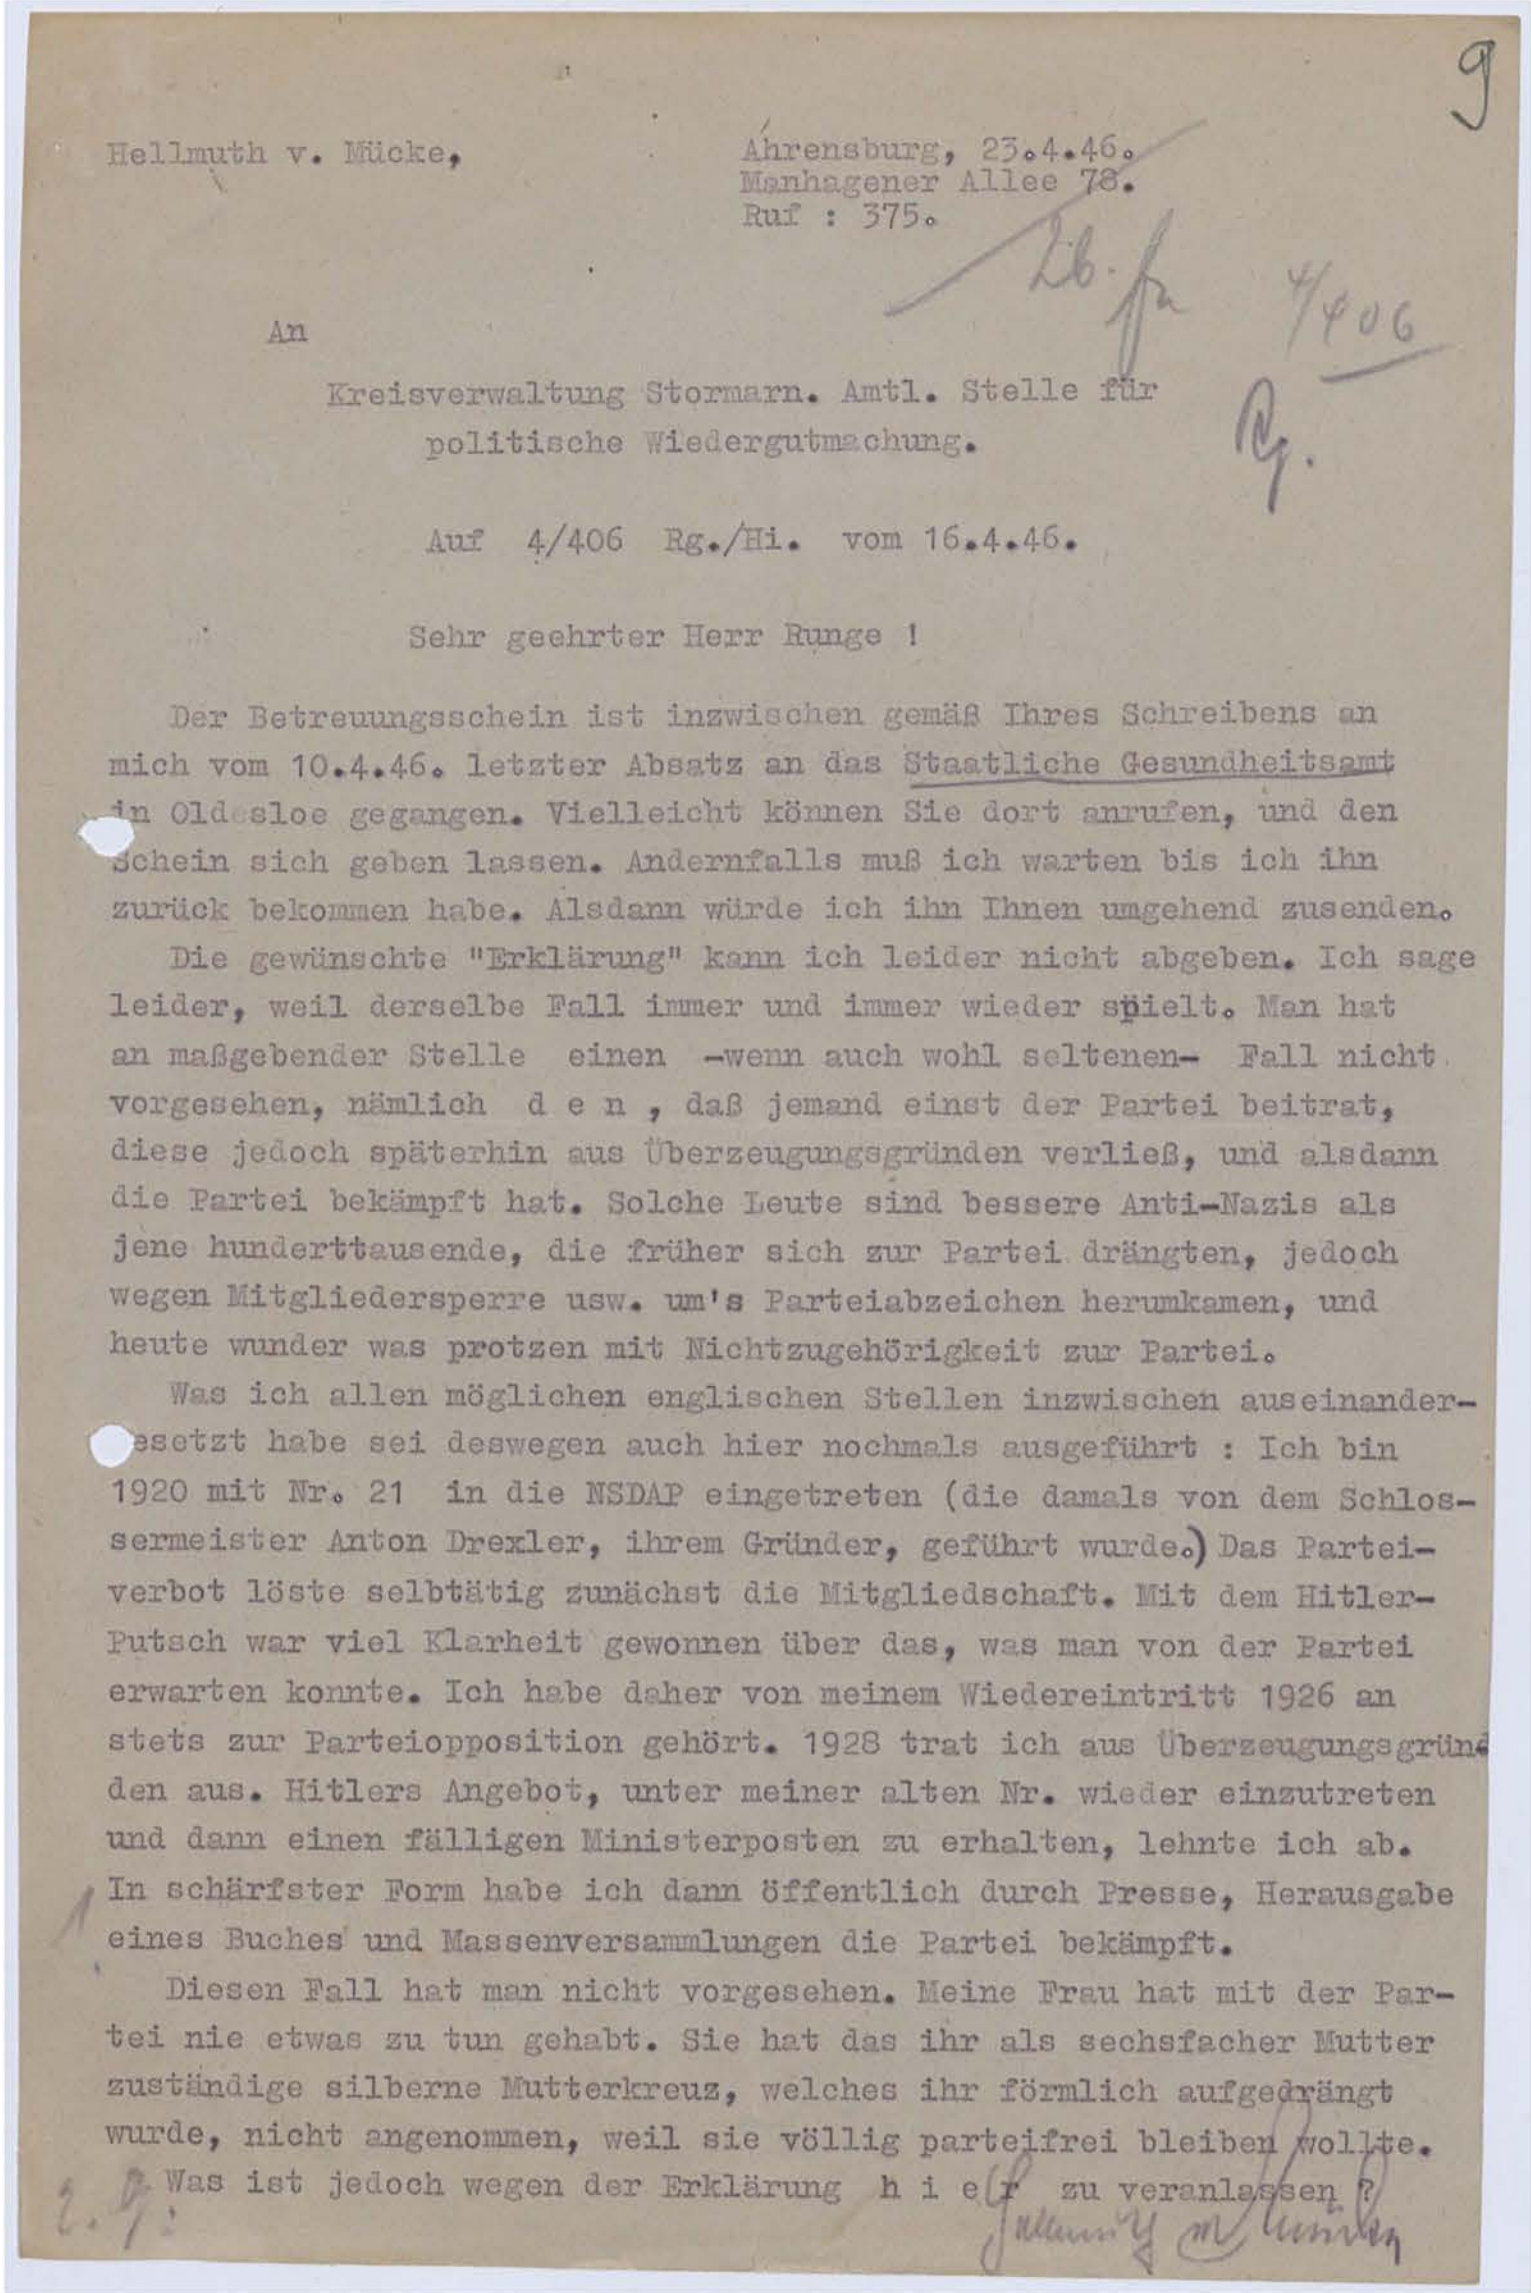 9
Hellmuth v. Mücke,
Ahrensburg, 23.4.46.
Manhagener Allee 78.
Ruf : 375.
4/406
An
Kreisverwaltung Stormarn. Amtl. Stelle für
politische Wiedergutmachung.
Rg.
Auf 4/406 Rg./Hi. vom 16.4.46.
Sehr geehrter Herr Runge !
Der Betreuungsschein ist inzwischen gemäß Ihres Schreibens an
mich vom 10.4.46. letzter Absatz an das Staatliche Gesundheitsamt
in Oldesloe gegangen. Vielleicht können Sie dort anrufen, und den
Schein sich geben lassen. Andernfalls muß ich warten bis ich ihn
zurück bekommen habe. Alsdann würde ich ihn Ihnen umgehend zusenden.
Die gewünschte "Erklärung" kann ich leider nicht abgeben. Ich sage
leider, weil derselbe Fall immer und immer wieder spielt. Man hat
an maßgebender Stelle einen -wenn auch wohl seltenen- Fall nicht
vorgesehen, nämlich d e n , daß jemand einst der Partei beitrat,
diese jedoch späterhin aus Überzeugungsgründen verließ, und alsdann
die Partei bekämpft hat. Solche Leute sind bessere Anti-Nazis als
jene hunderttausende, die früher sich zur Partei drängten, jedoch
wegen Mitgliedersperre usw. um's Parteiabzeichen herumkamen, und
heute wunder was protzen mit Nichtzugehörigkeit zur Partei.
Was ich allen möglichen englischen Stellen inzwischen auseinander-
esetzt habe sei deswegen auch hier nochmals ausgeführt : Ich bin
1920 mit Nr. 21 in die NSDAP eingetreten (die damals von dem Schlos-
sermeister Anton Drexler, ihrem Gründer, geführt wurde.) Das Partei-
verbot löste selbtätig zunächst die Mitgliedschaft. Mit dem Hitler-
Putsch war viel Klarheit gewonnen über das, was man von der Partei
erwarten konnte. Ich habe daher von meinem Wiedereintritt 1926 an
stets zur Parteiopposition gehört. 1928 trat ich aus Überzeugungsgrün-
den aus. Hitlers Angebot, unter meiner alten Nr. wieder einzutreten
und dann einen fälligen Ministerposten zu erhalten, lehnte ich ab.
In schärfster Form habe ich dann öffentlich durch Presse, Herausgabe
eines Buches und Massenversammlungen die Partei bekämpft.
Diesen Fall hat man nicht vorgesehen. Meine Frau hat mit der Par-
tei nie etwas zu tun gehabt. Sie hat das ihr als sechsfacher Mutter
zuständige silberne Mutterkreuz, welches ihr förmlich aufgedrängt
wurde, nicht angenommen, weil sie völlig parteifrei bleiben wollte.
Was ist jedoch wegen der Erklärung h i e r zu veranlassen ?
Hellmuth v. Mücke